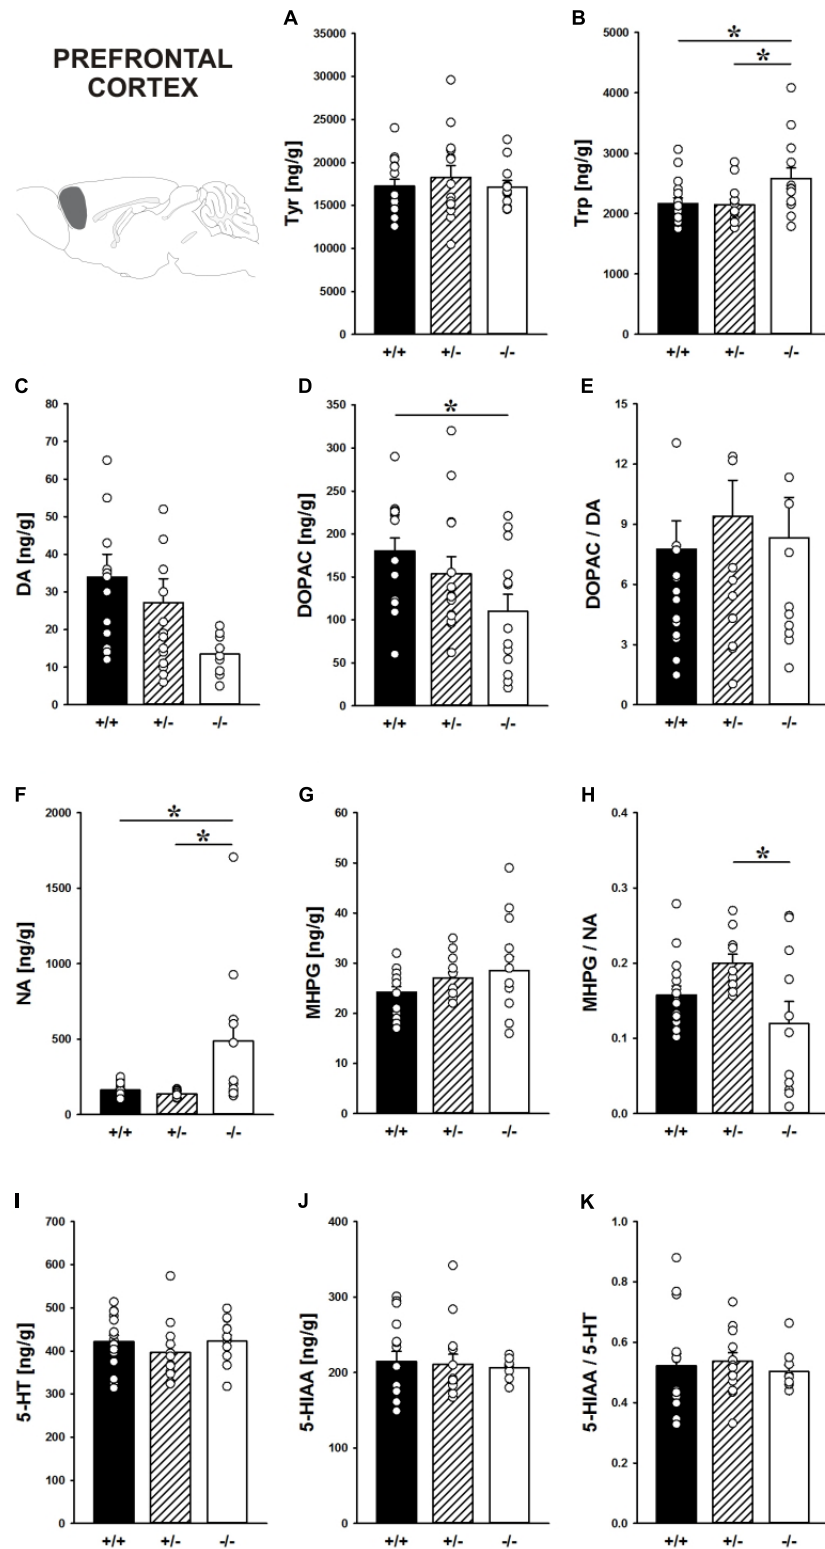 PREFRONTAL
CORTEX
A
Tyr [ng/g]
35000
30000
25000
20000
15000
10000
5000
0
+/+ +/- -/-
B
Trp [ng/g]
5000
4000
3000
2000
1000
0
* *
+/+ +/- -/-
C
DA [ng/g]
80
70
60
50
40
30
20
10
0
+/+ +/- -/-
D
DOPAC [ng/g]
350
300
250
200
150
100
50
0
*
+/+ +/- -/-
E
DOPAC / DA
15
12
9
6
3
0
+/+ +/- -/-
F
NA [ng/g]
2000
1500
1000
500
0
* *
+/+ +/- -/-
G
MHPG [ng/g]
60
50
40
30
20
10
0
+/+ +/- -/-
H
MHPG / NA
0.4
0.3
0.2
0.1
0.0
*
+/+ +/- -/-
I
5-HT [ng/g]
700
600
500
400
300
200
100
0
+/+ +/- -/-
J
5-HIAA [ng/g]
400
300
200
100
0
+/+ +/- -/-
K
5-HIAA / 5-HT
1.0
0.8
0.6
0.4
0.2
0.0
+/+ +/- -/-